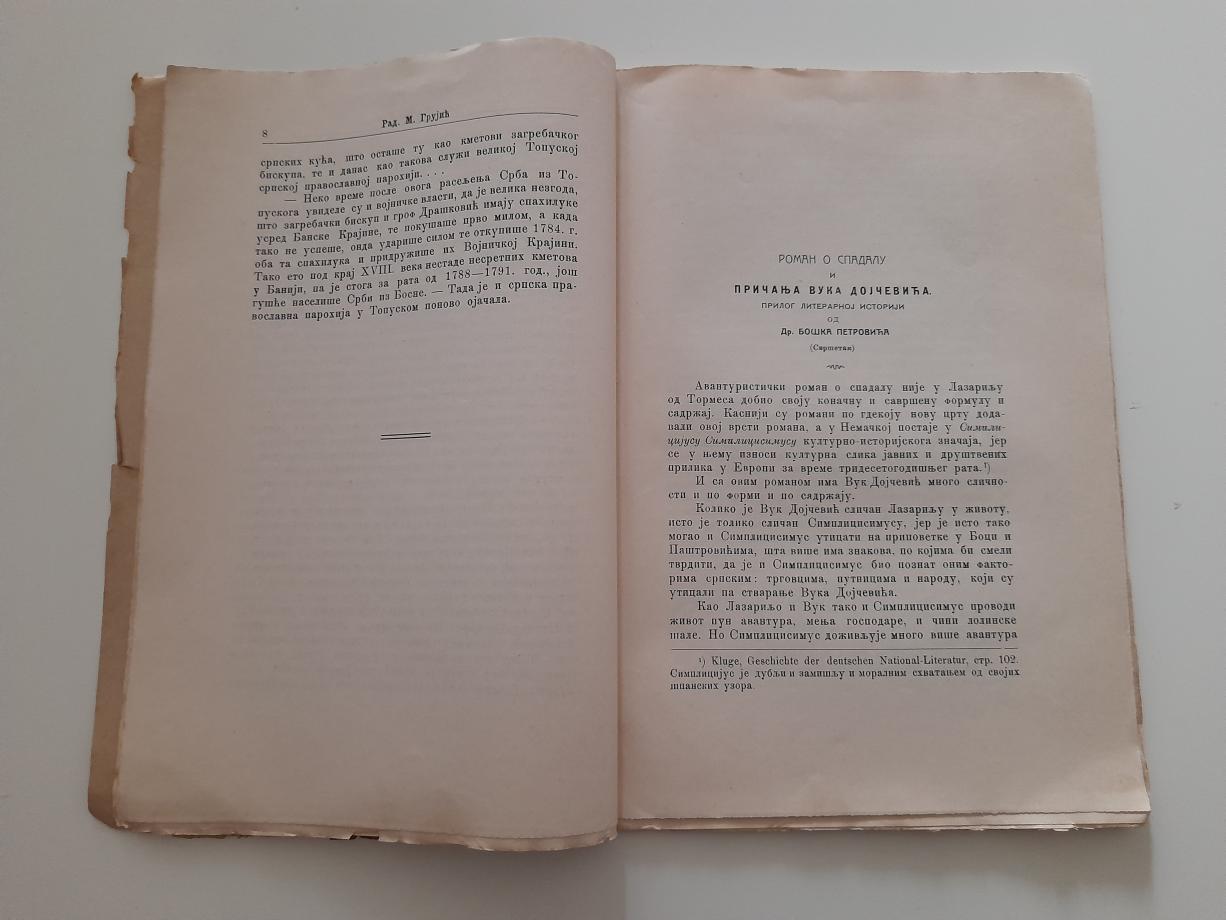 8
Рад. М. Грујић
српских кућа, што осташе ту као кметови загребачког
бискупа, те и данас као такова служи великој Топуској
српској православној парохији. . . .
— Неко време после овога расељења Срба из То-
пускога увиделе су и војничке власти, да је велика незгода,
што загребачки бискуп и гроф Драшковић имају спахилуке
усред Банске Крајине, те покушаше прво милом, а када
тако не успеше, онда ударише силом те откупише 1784. г.
оба та спахилука и придружише их Војничкој Крајини.
Тако ето под крај XVIII. века нестаде несретних кметова
у Банији, па је стога за рата од 1788—1791. год., још
гушће населише Срби из Босне. — Тада је и српска пра-
вославна парохија у Топуском поново ојачала.
РОМАН О СПАДАЛУ
И
ПРИЧАЊА ВУКА ДОЈЧЕВИЋА.
ПРИЛОГ ЛИТЕРАРНОЈ ИСТОРИЈИ
ОД
Др. БОШКА ПЕТРОВИЋА
(Свршетак)
Авантуристички роман о спадалу није у Лазариљу
од Тормеса добио своју коначну и савршену формулу и
садржај. Каснији су романи по гдекоју нову црту дода-
вали овој врсти романа, а у Немачкој постаје у Симпли-
цијусу Симплицисимусу културно-историјскога значаја, јер
се у њему износи културна слика јавних и друштвених
прилика у Европи за време тридесетогодишњег рата.¹)
И са овим романом има Вук Дојчевић много слично-
сти и по форми и по садржају.
Колико је Вук Дојчевић сличан Лазариљу у животу,
исто је толико сличан Симплицисимусу, јер је исто тако
могао и Симплицисимус утицати на приповетке у Боци и
Паштровићима, шта више има знакова, по којима би смели
тврдити, да је и Симплицисимус био познат оним факто-
рима српским: трговцима, путницима и народу, који су
утицали на стварање Вука Дојчевића.
Као Лазариљо и Вук тако и Симплицисимус проводи
живот пун авантура, мења господаре, и чини лолинске
шале. Но Симплицисимус доживљује много више авантура
¹) Kluge, Geschichte der deutschen National-Literatur, стр. 102.
Симплицијус је дубљи и замишљу и моралним схватањем од својих
шпанских узора